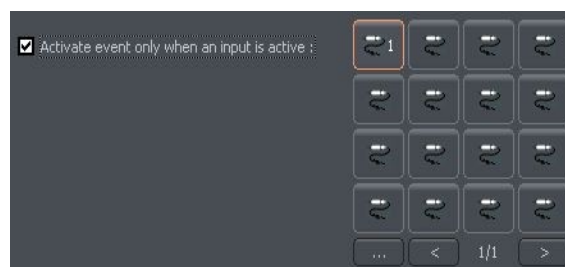 Activate event only when an input is active :
1
... < 1/1 >